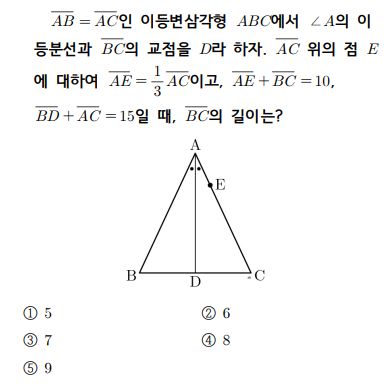 $\overline{AB}=\overline{AC}$인 이등변삼각형 $ABC$에서 $\angle A$의 이
등분선과 $\overline{BC}$의 교점을 $D$라 하자. $\overline{AC}$ 위의 점 $E$
에 대하여 $\overline{AE}=\frac{1}{3}\overline{AC}$이고, $\overline{AE}+\overline{BC}=10$,
$\overline{BD}+\overline{AC}=15$일 때, $\overline{BC}$의 길이는?
A
E
B
D
C
① 5
② 6
③ 7
④ 8
⑤ 9